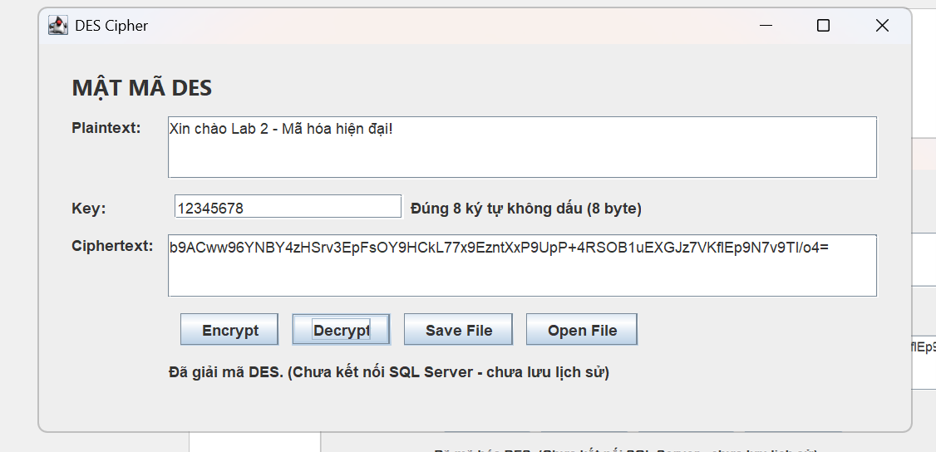 DES Cipher
MẬT MÃ DES
Plaintext:
Xin chào Lab 2 - Mã hóa hiện đại!
Key:
12345678
Đúng 8 ký tự không dấu (8 byte)
Ciphertext:
b9ACww96YNBY4zHSrv3EpFsOY9HCkL77x9EzntXxP9UpP+4RSOB1uEXGJz7VKflEp9N7v9TI/o4=
Encrypt Decrypt Save File Open File
Đã giải mã DES. (Chưa kết nối SQL Server - chưa lưu lịch sử)